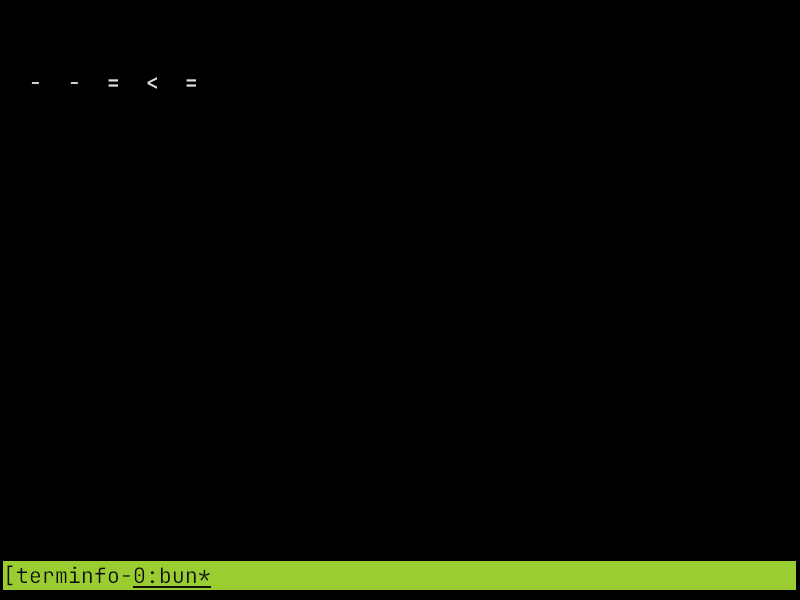 - - = < =
[terminfo-0:bun*